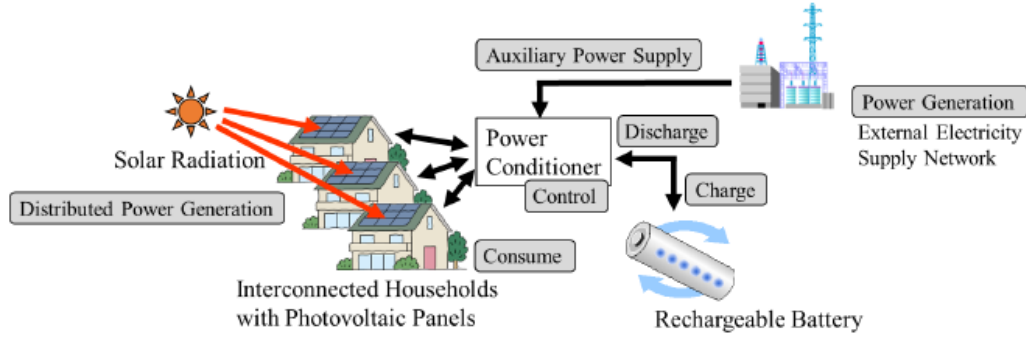 Auxiliary Power Supply
Power Generation
External Electricity
Supply Network
Solar Radiation
Power
Conditioner
Control
Discharge
Charge
Distributed Power Generation
Consume
Interconnected Households
with Photovoltaic Panels
Rechargeable Battery